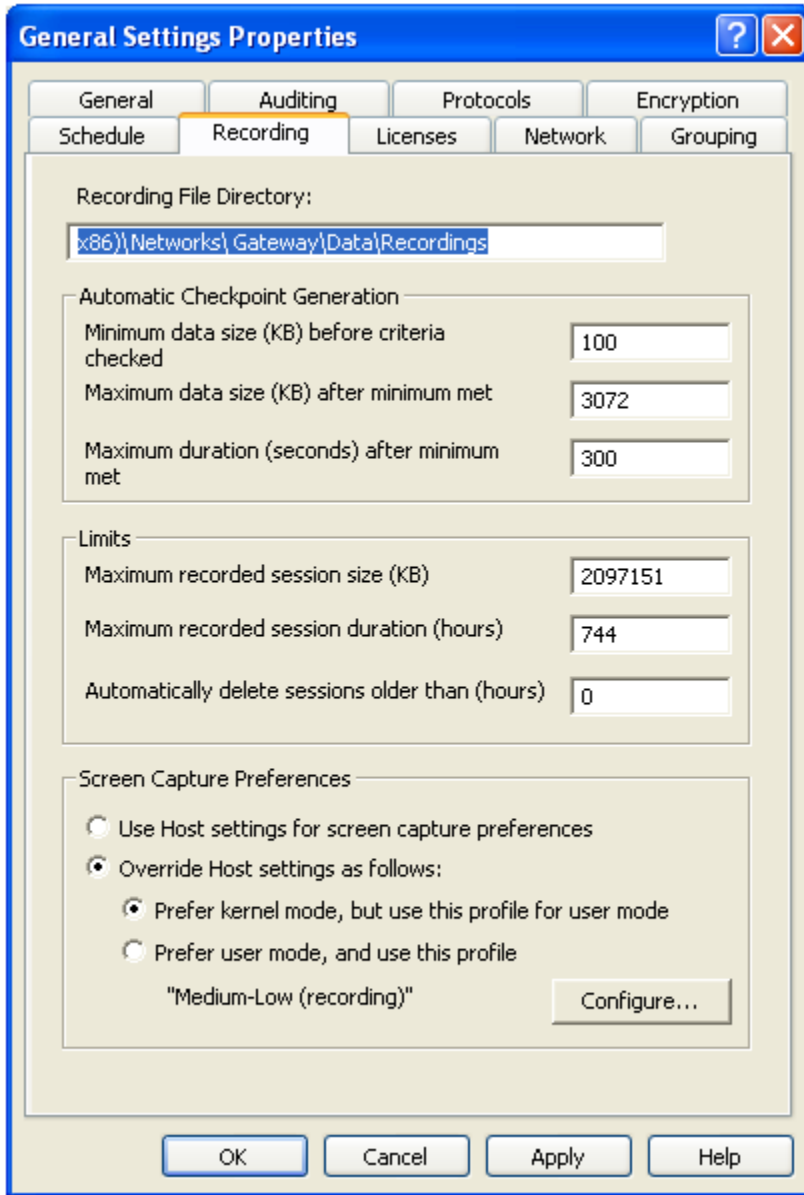 General Settings Properties
General Auditing Protocols Encryption
Schedule Recording Licenses Network Grouping
Recording File Directory:
x86)\Networks\ Gateway\Data\Recordings
Automatic Checkpoint Generation
Minimum data size (KB) before criteria
checked
100
Maximum data size (KB) after minimum met
3072
Maximum duration (seconds) after minimum
met
300
Limits
Maximum recorded session size (KB)
2097151
Maximum recorded session duration (hours)
744
Automatically delete sessions older than (hours)
0
Screen Capture Preferences
Use Host settings for screen capture preferences
Override Host settings as follows:
Prefer kernel mode, but use this profile for user mode
Prefer user mode, and use this profile
"Medium-Low (recording)"
Configure...
OK Cancel Apply Help